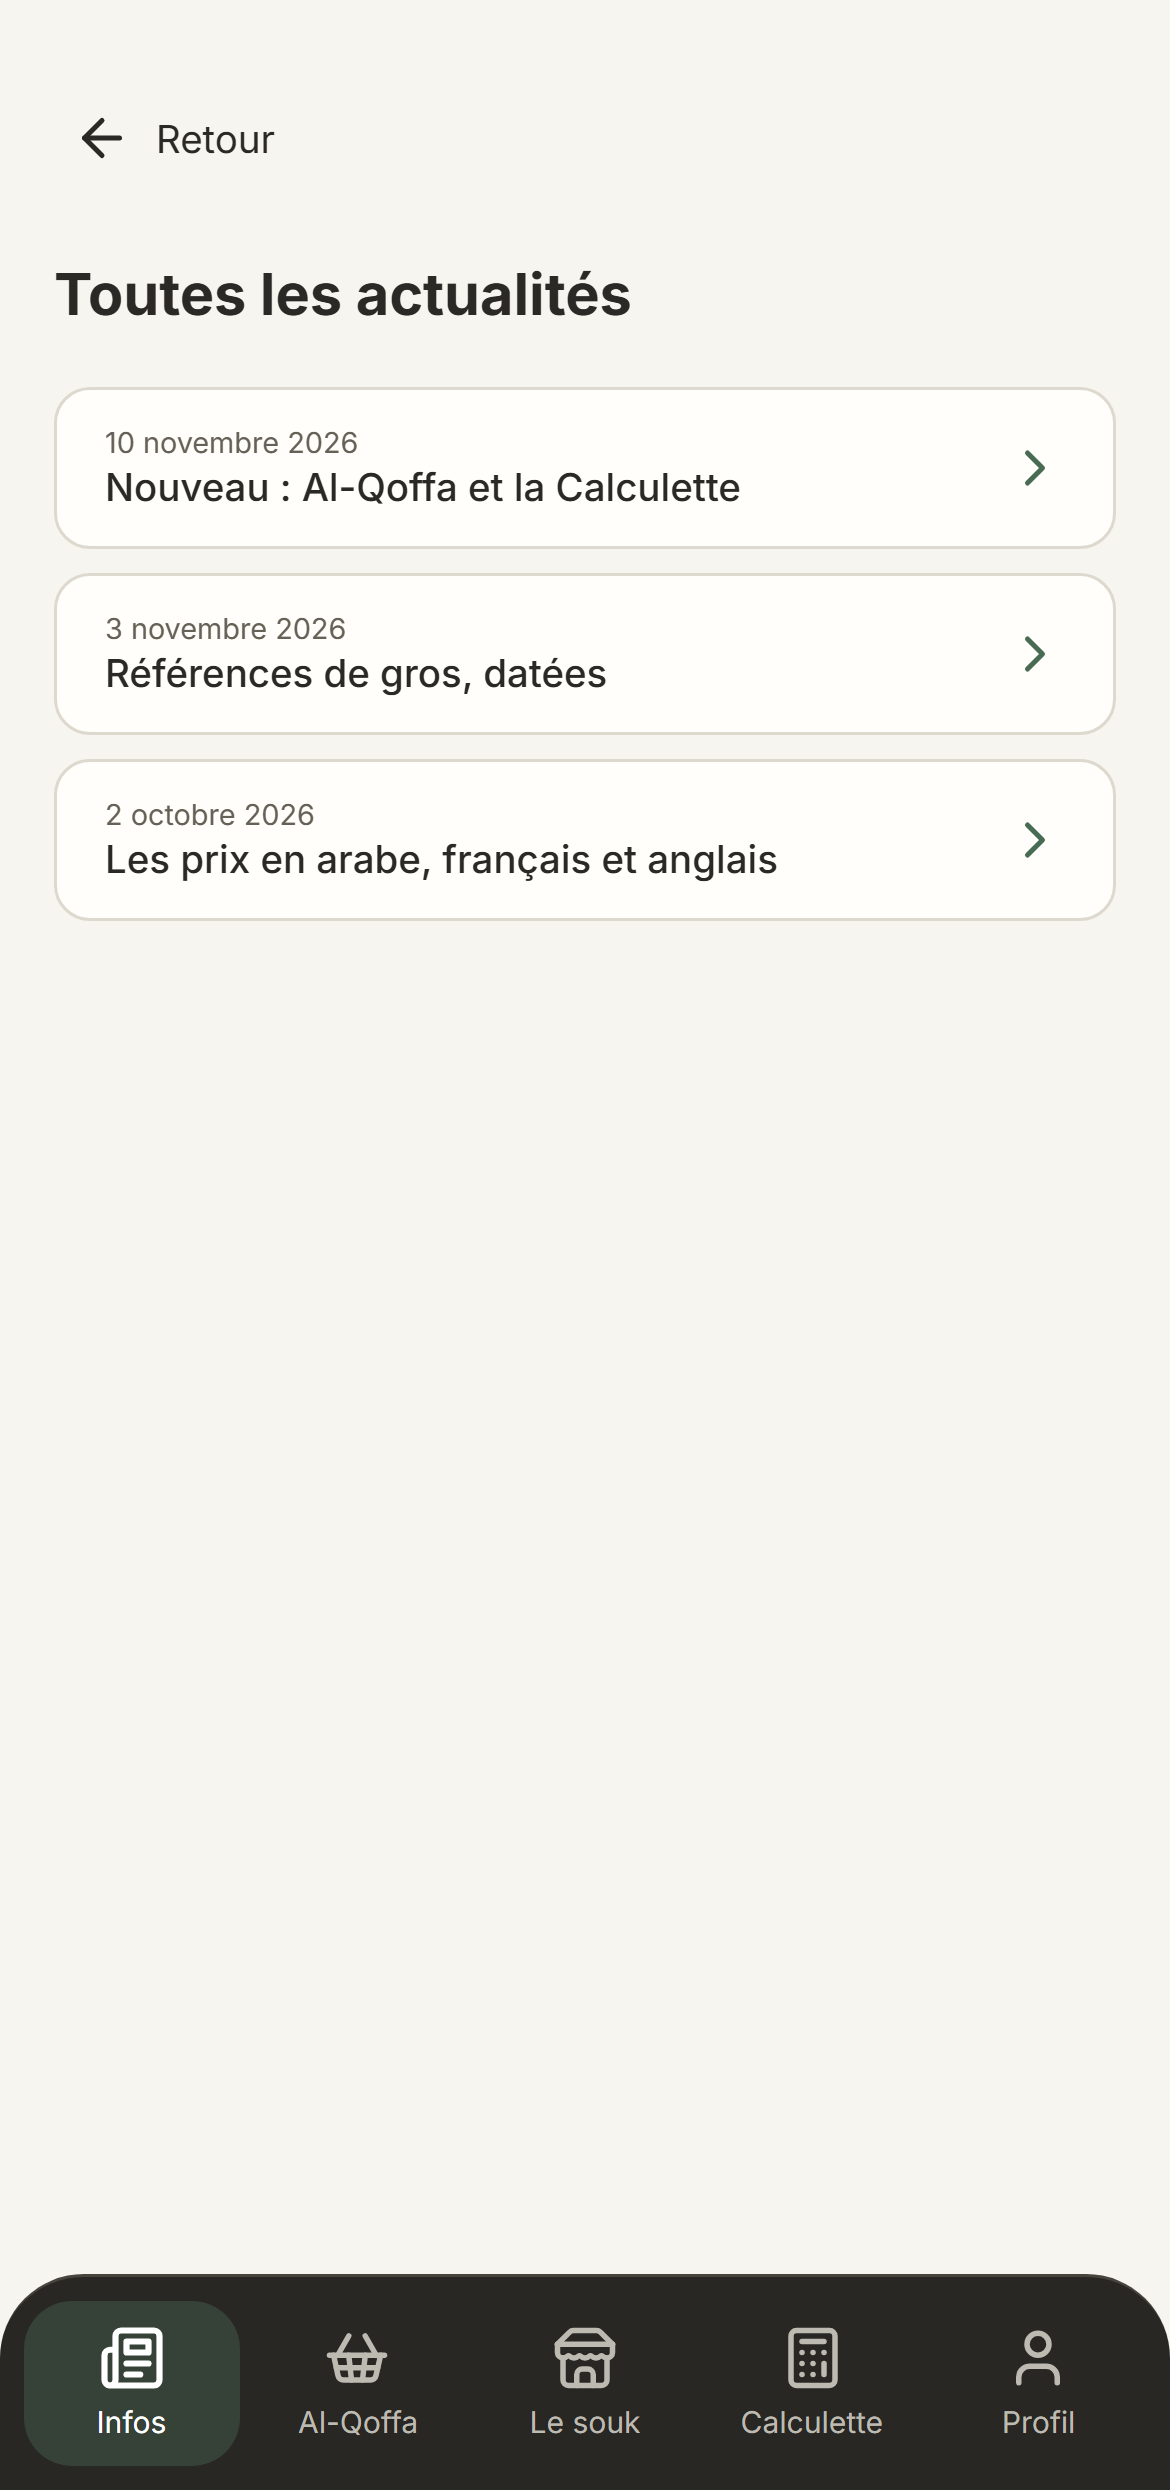 Retour
Toutes les actualités
10 novembre 2026
Nouveau : Al-Qoffa et la Calculette
3 novembre 2026
Références de gros, datées
2 octobre 2026
Les prix en arabe, français et anglais
Infos
Al-Qoffa
Le souk
Calculette
Profil